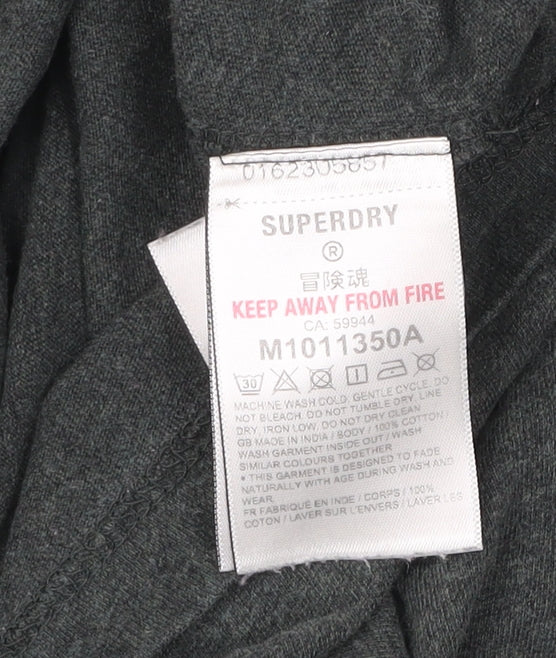 0162305857
SUPERDRY
®
冒険魂
KEEP AWAY FROM FIRE
CA: 59944
M1011350A
30
MACHINE WASH COLD, GENTLE CYCLE. DO
NOT BLEACH. DO NOT TUMBLE DRY. LINE
DRY. IRON LOW. DO NOT DRY CLEAN
GB MADE IN INDIA / BODY / 100% COTTON /
WASH GARMENT INSIDE OUT / WASH
SIMILAR COLOURS TOGETHER
* THIS GARMENT IS DESIGNED TO FADE
NATURALLY WITH AGE DURING WASH AND
WEAR.
FR FABRIQUÉ EN INDE / CORPS / 100%
COTON / LAVER SUR L'ENVERS / LAVER LES